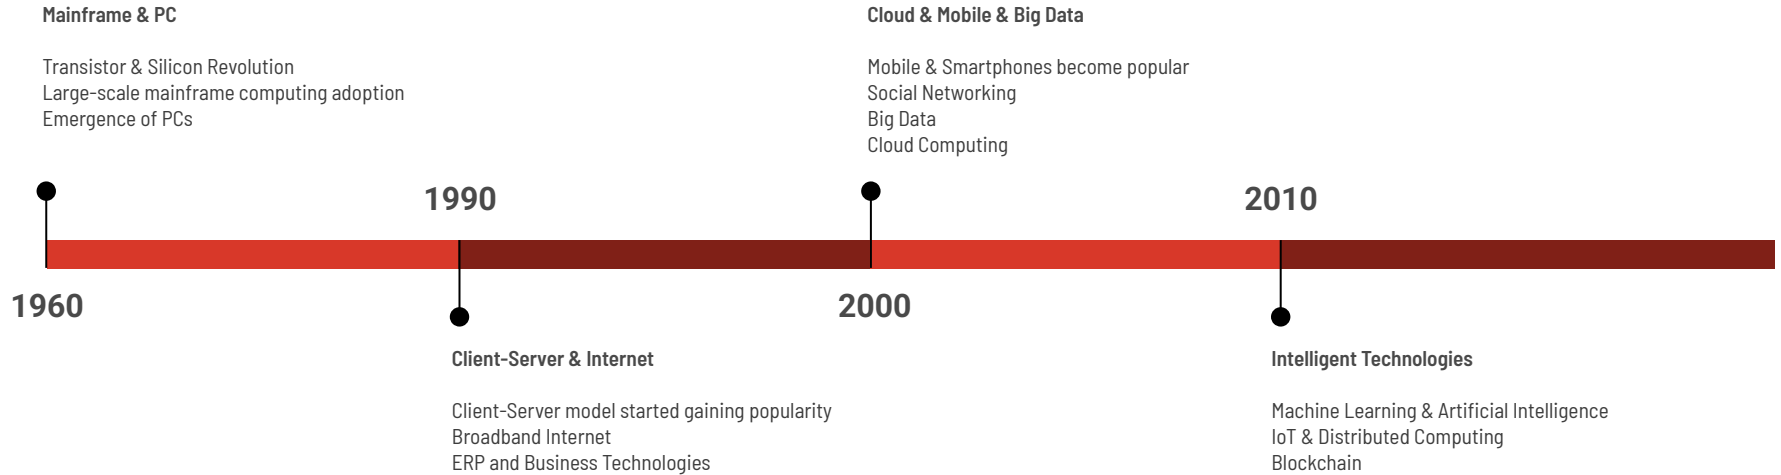 Mainframe & PC
Transistor & Silicon Revolution
Large-scale mainframe computing adoption
Emergence of PCs
1960
1990
Client-Server & Internet
Client-Server model started gaining popularity
Broadband Internet
ERP and Business Technologies
Cloud & Mobile & Big Data
Mobile & Smartphones become popular
Social Networking
Big Data
Cloud Computing
2000
2010
Intelligent Technologies
Machine Learning & Artificial Intelligence
IoT & Distributed Computing
Blockchain